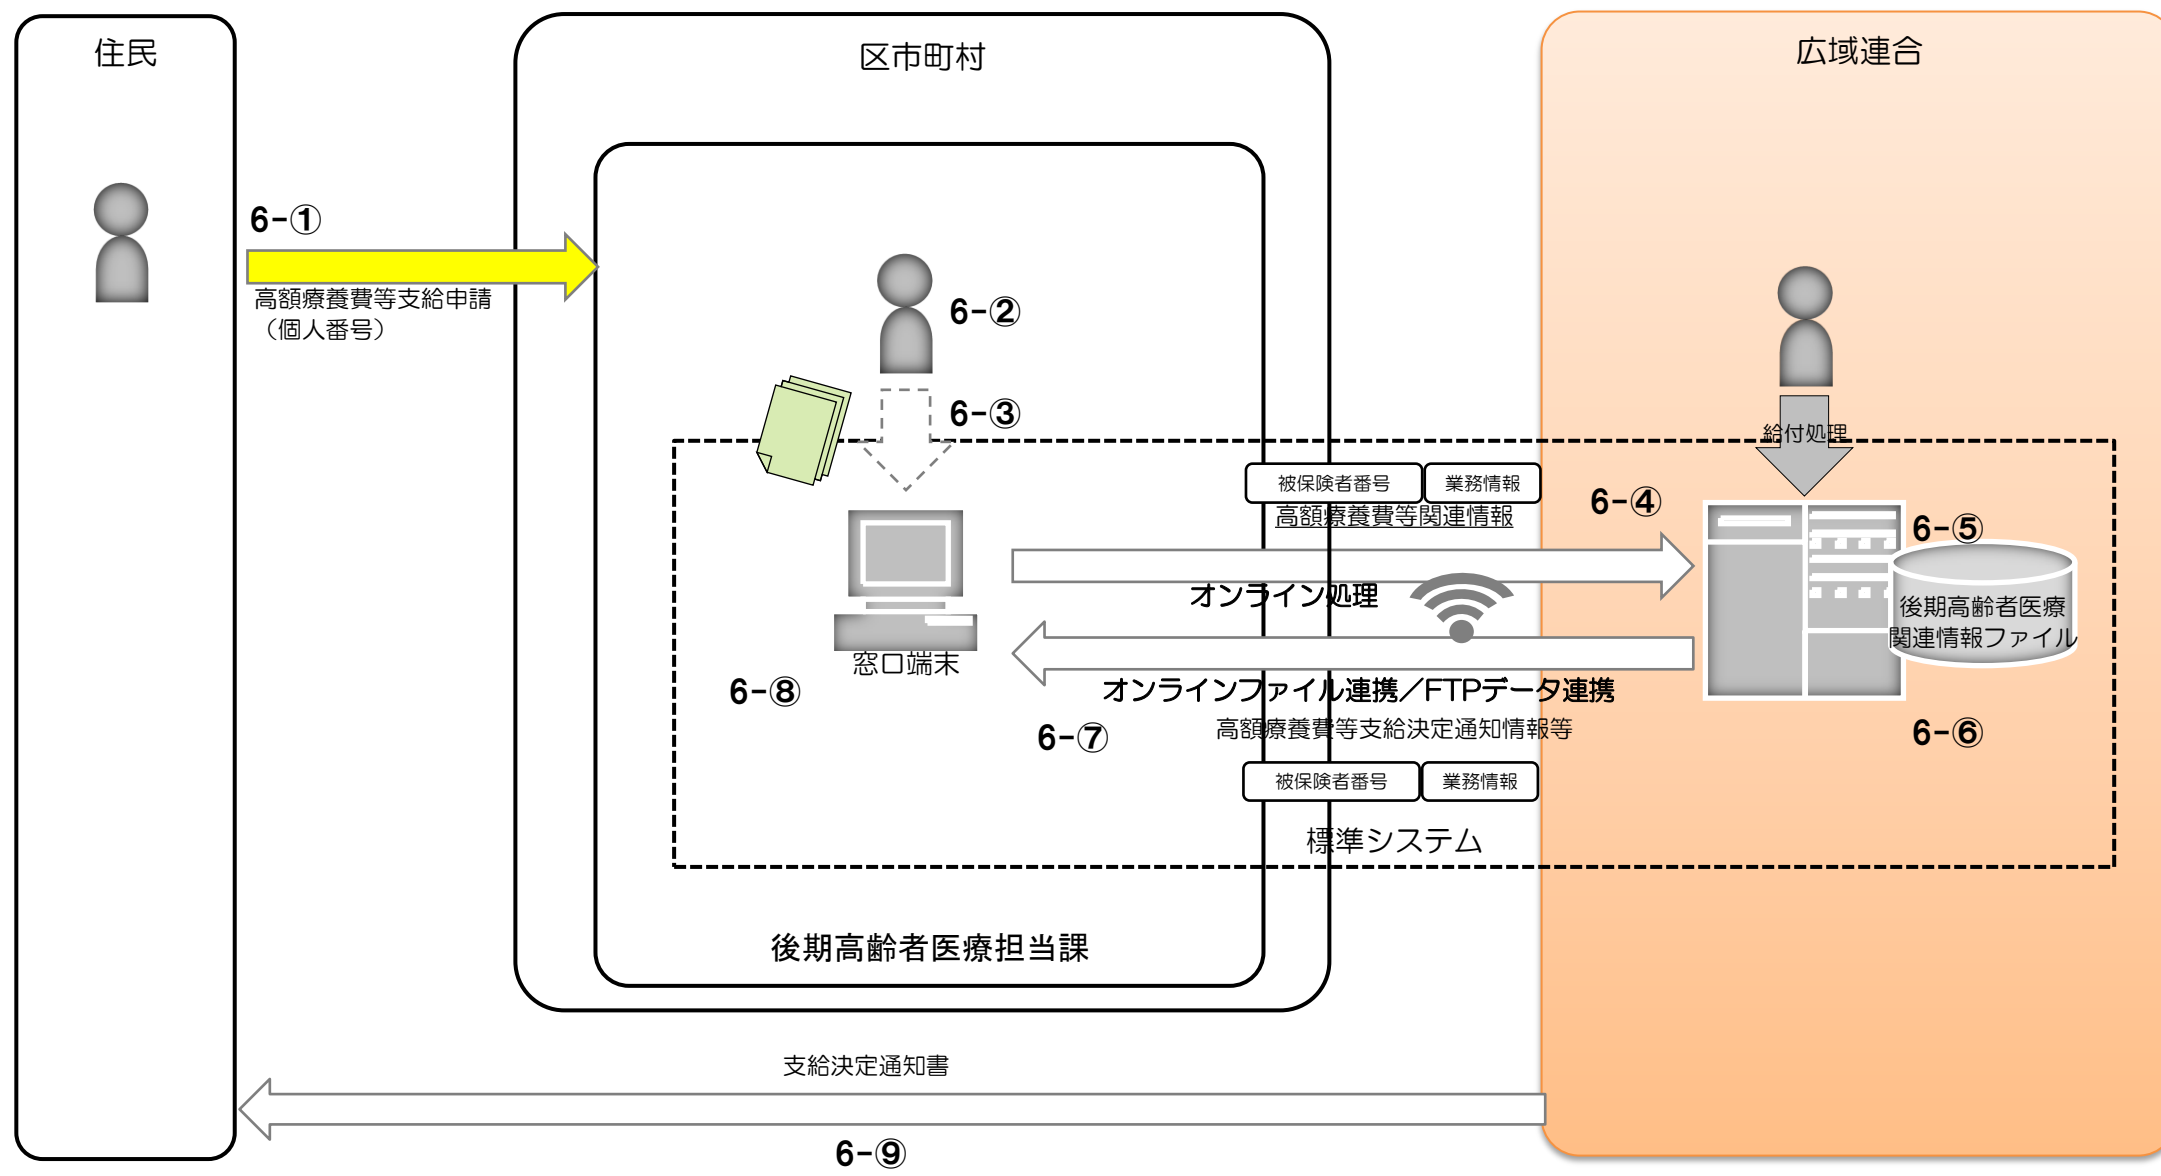 住民
区市町村
広域連合
6-①
高額療養費等支給申請
（個人番号）
6-②
6-③
給付処理
被保険者番号
業務情報
高額療養費等関連情報
6-④
6-⑤
オンライン処理
後期高齢者医療
関連情報ファイル
窓口端末
6-⑧
オンラインファイル連携／FTPデータ連携
6-⑦
高額療養費等支給決定通知情報等
6-⑥
被保険者番号
業務情報
標準システム
後期高齢者医療担当課
支給決定通知書
6-⑨